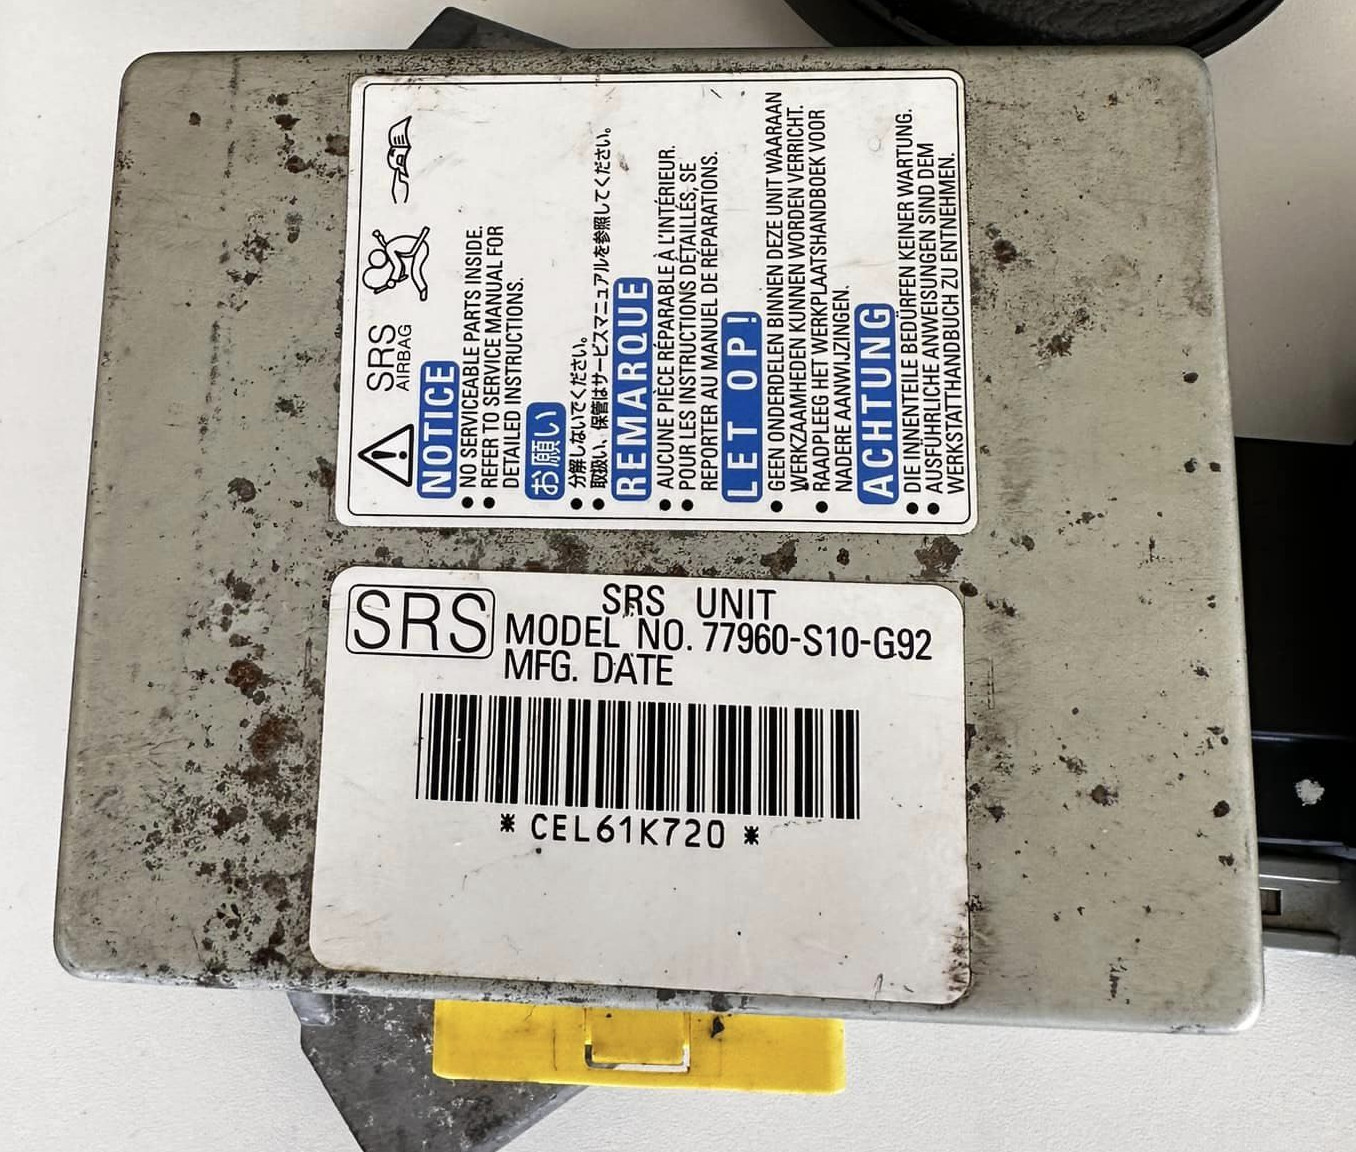 SRS
AIRBAG
NOTICE
● NO SERVICEABLE PARTS INSIDE.
● REFER TO SERVICE MANUAL FOR
DETAILED INSTRUCTIONS.
お願い
● 分解しないでください。
● 取扱い、保管はサービスマニュアルを参照してください。
REMARQUE
● AUCUNE PIÈCE RÉPARABLE À L'INTÉRIEUR.
● POUR LES INSTRUCTIONS DÉTAILLÉS, SE
REPORTER AU MANUEL DE RÉPARATIONS.
LET OP!
● GEEN ONDERDELEN BINNEN DEZE UNIT WAARAAN
WERKZAAMHEDEN KUNNEN WORDEN VERRICHT.
● RAADPLEEG HET WERKPLAATSHANDBOEK VOOR
NADERE AANWIJZINGEN.
ACHTUNG
● DIE INNENTEILE BEDÜRFEN KEINER WARTUNG.
● AUSFÜHRLICHE ANWEISUNGEN SIND DEM
WERKSTATTHANDBUCH ZU ENTNEHMEN.
SRS
SRS UNIT
MODEL NO. 77960-S10-G92
MFG. DATE
* CEL61K720 *